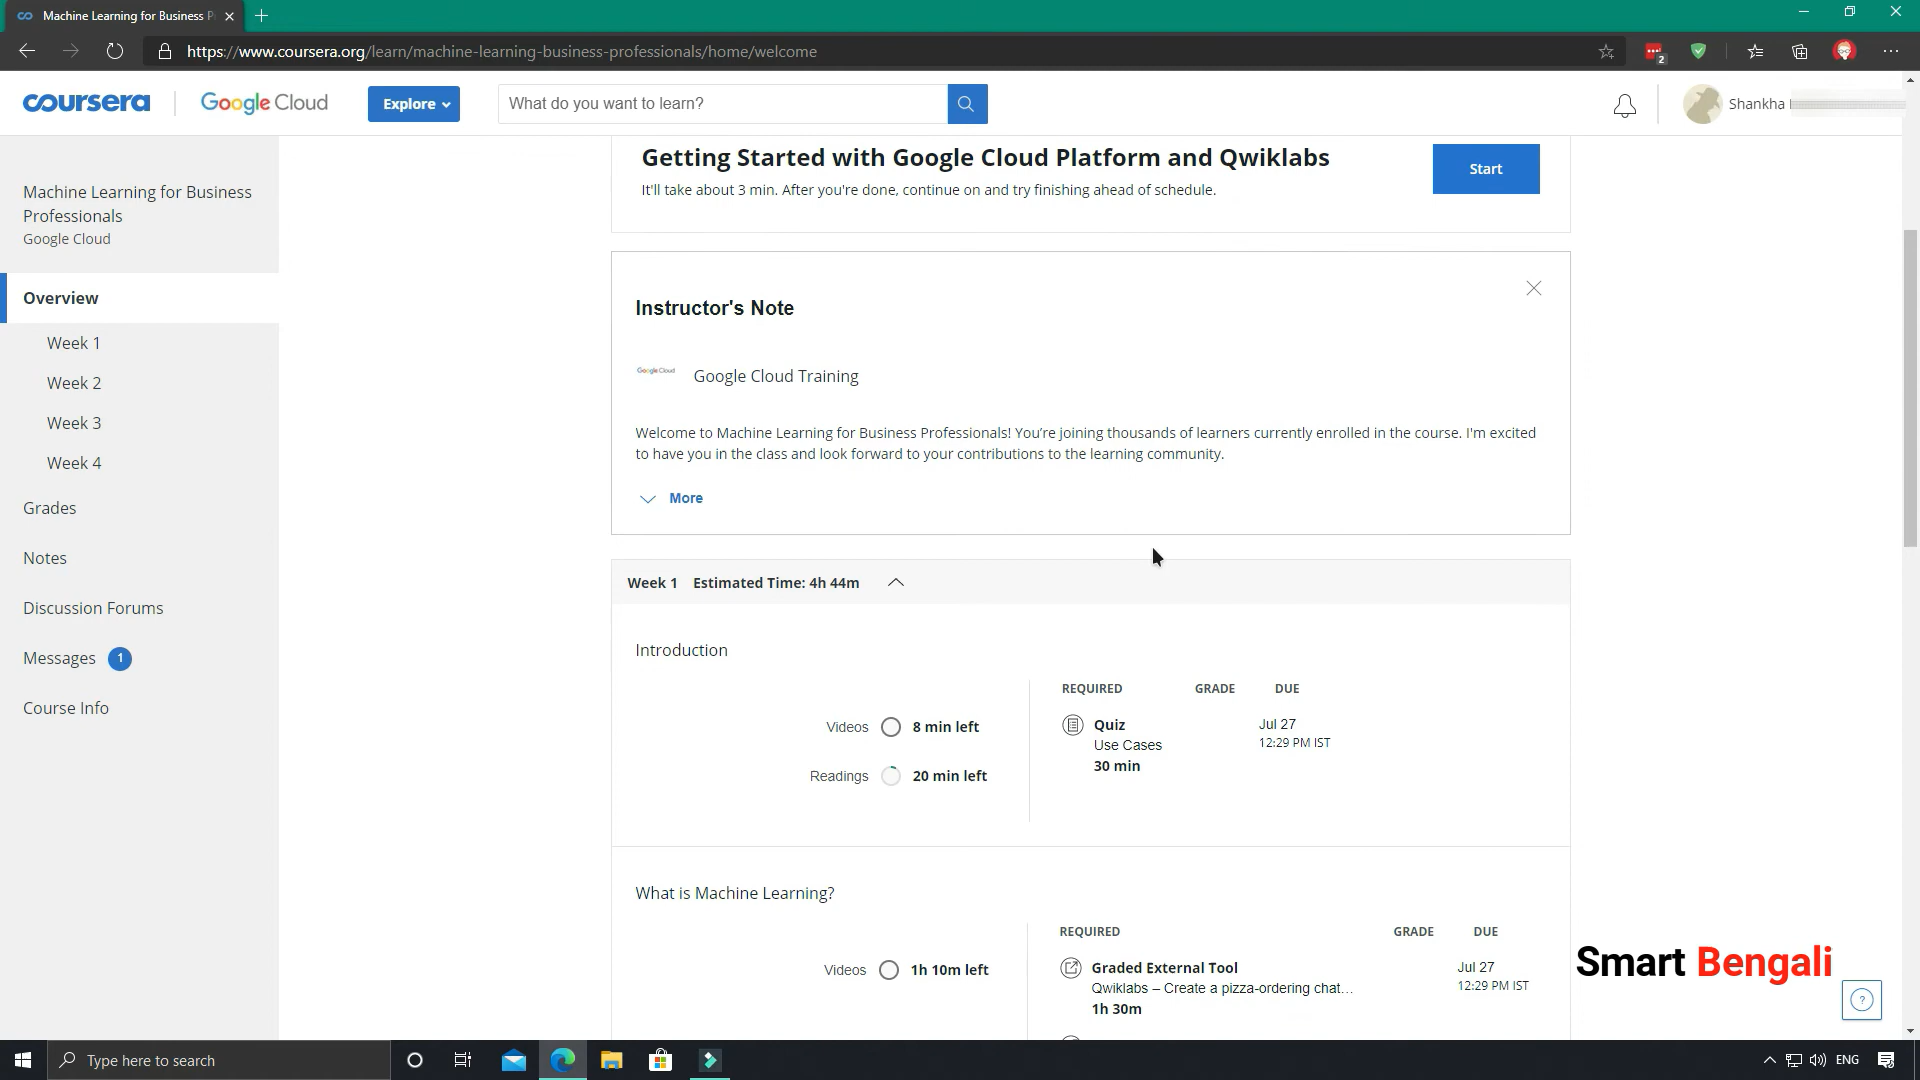 Machine Learning for Business P
https://www.coursera.org/learn/machine-learning-business-professionals/home/welcome
2
coursera
Google Cloud
Explore
What do you want to learn?
Shankha
Machine Learning for Business
Professionals
Google Cloud
Overview
Week 1
Week 2
Week 3
Week 4
Grades
Notes
Discussion Forums
Messages 1
Course Info
Getting Started with Google Cloud Platform and Qwiklabs
It'll take about 3 min. After you're done, continue on and try finishing ahead of schedule.
Start
Instructor's Note
Google Cloud
Google Cloud Training
Welcome to Machine Learning for Business Professionals! You’re joining thousands of learners currently enrolled in the course. I'm excited
to have you in the class and look forward to your contributions to the learning community.
More
Week 1 Estimated Time: 4h 44m
Introduction
REQUIRED GRADE DUE
Videos 8 min left
Readings 20 min left
Quiz
Use Cases
30 min
Jul 27
12:29 PM IST
What is Machine Learning?
REQUIRED GRADE DUE
Videos 1h 10m left
Graded External Tool
Qwiklabs – Create a pizza-ordering chat…
1h 30m
Jul 27
12:29 PM IST
Smart Bengali
?
Type here to search
ENG